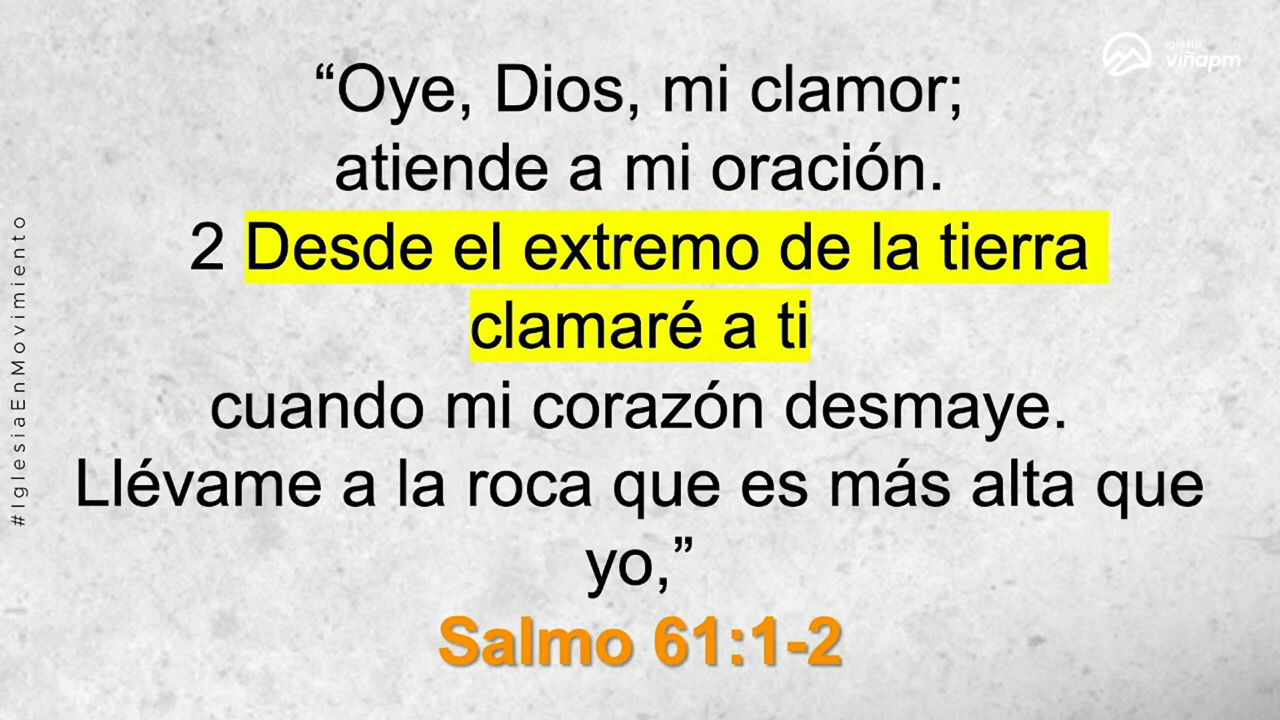 iglesia
viñapm
“Oye, Dios, mi clamor;
atiende a mi oración.
2 Desde el extremo de la tierra
clamaré a ti
cuando mi corazón desmaye.
Llévame a la roca que es más alta que
yo,”
Salmo 61:1-2
#IglesiaEnMovimiento